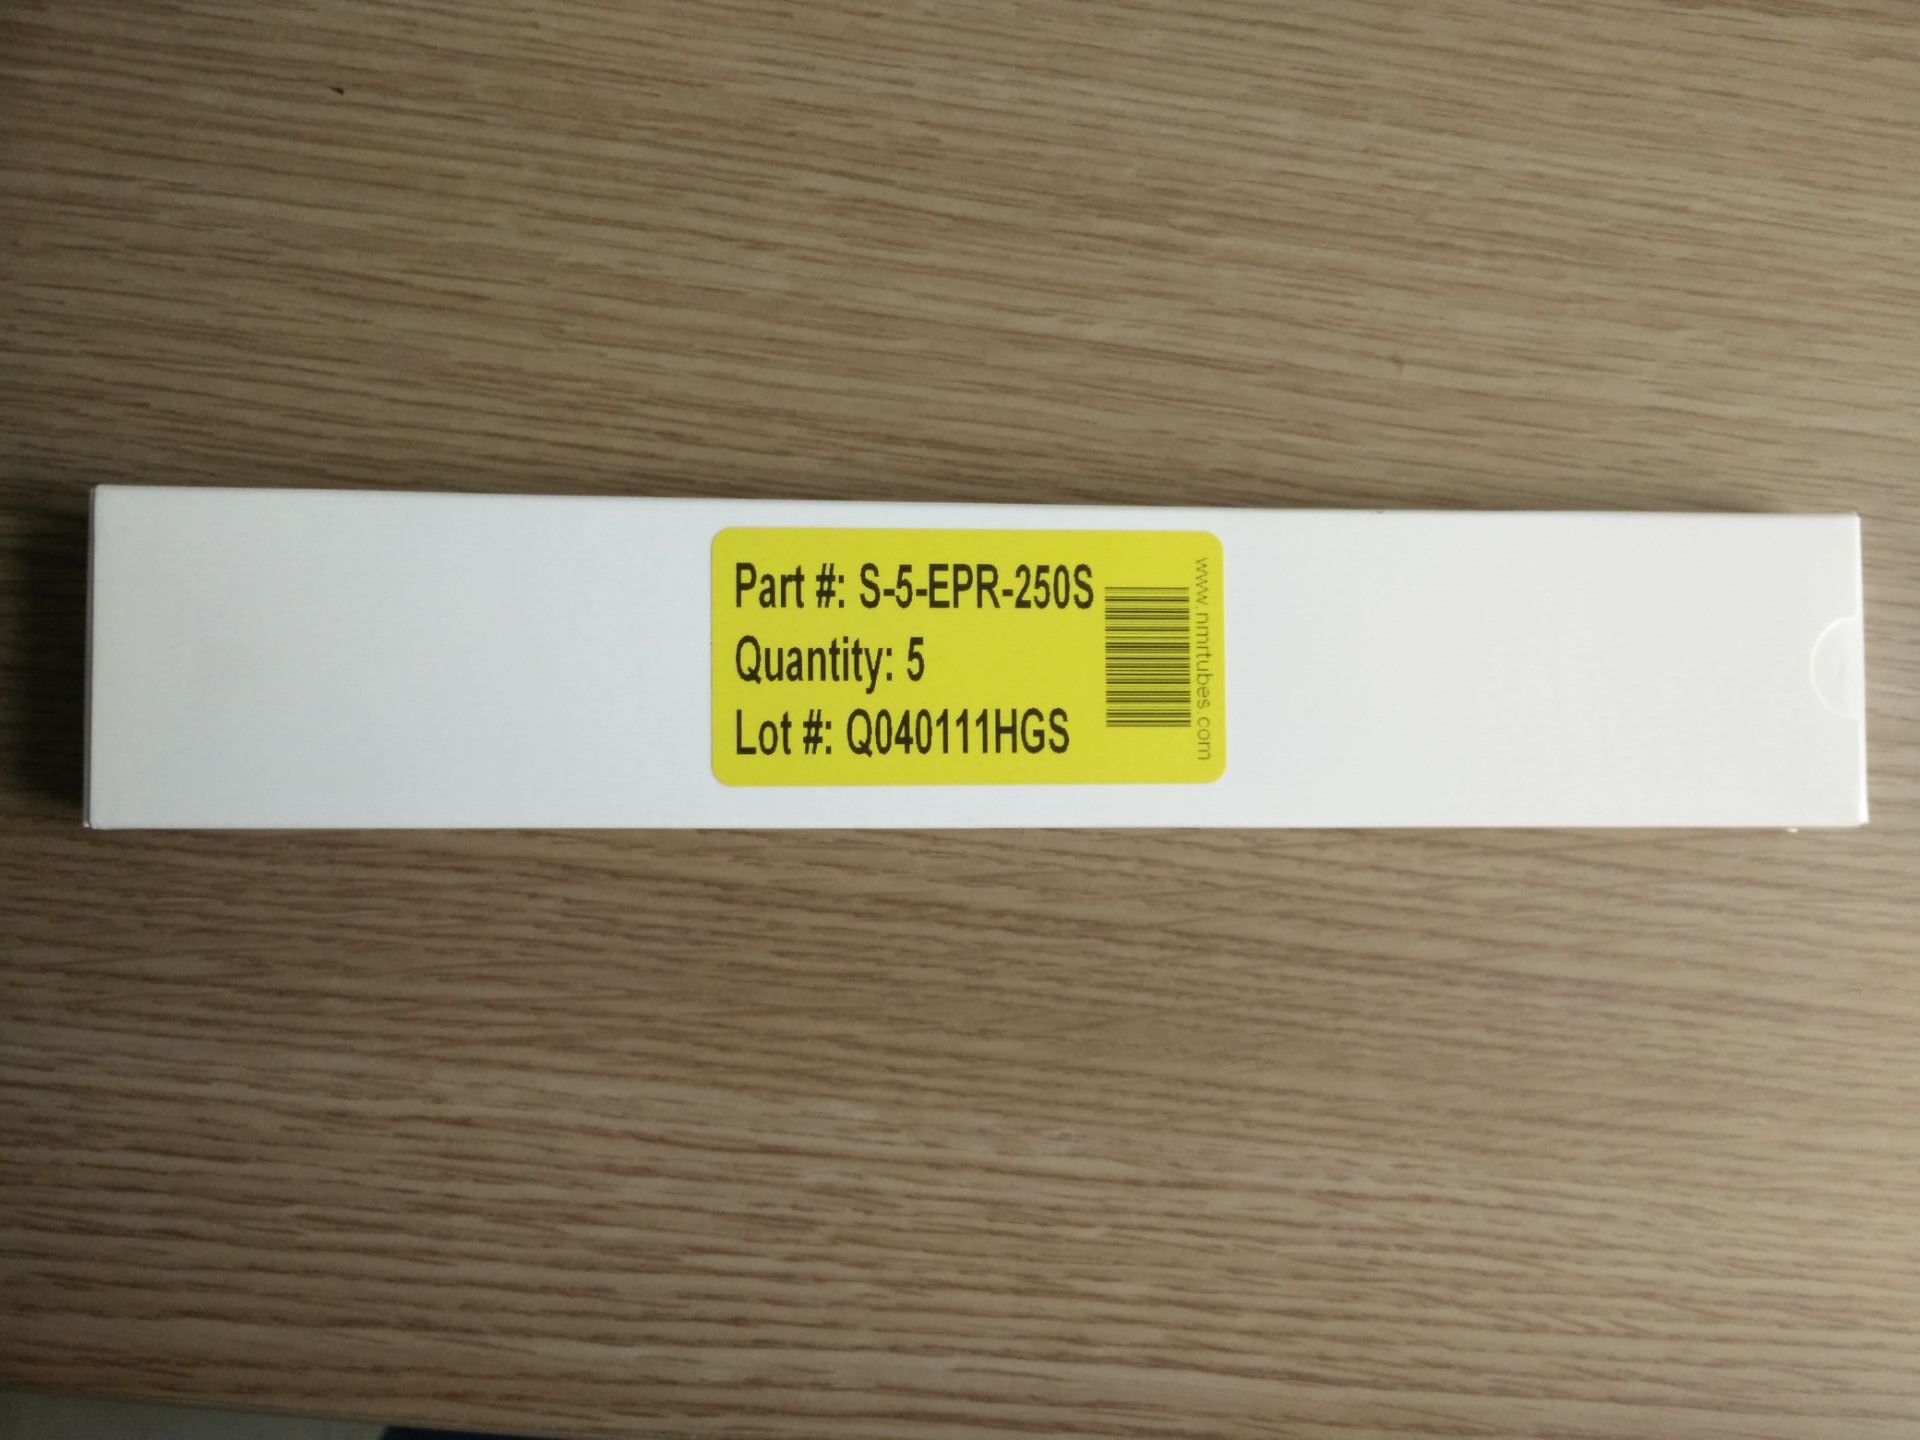 Part #: S-5-EPR-250S
Quantity: 5
Lot #: Q040111HGS
www.nmrtubes.com